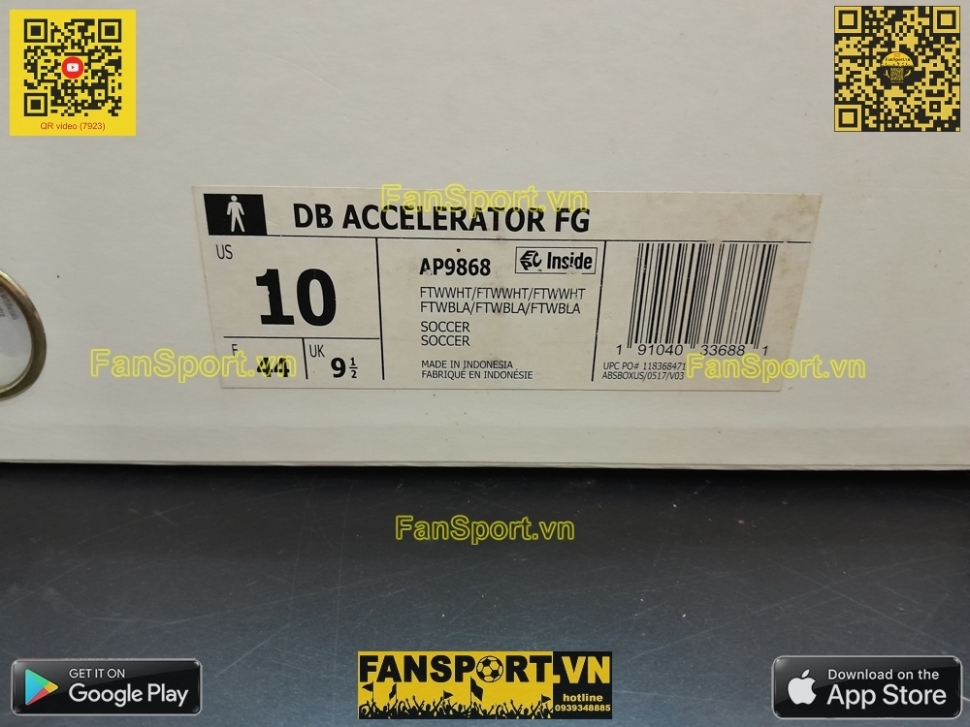 QR video (7923)
FanSport.vn
FanSport.vn
DB ACCELERATOR FG
US
10
F
44
UK
9 1/2
AP9868
Inside
FTWWHT/FTWWHT/FTWWHT
FTWBLA/FTWBLA/FTWBLA
SOCCER
SOCCER
MADE IN INDONESIA
FABRIQUÉ EN INDONÉSIE
1 91040 33688 1
UPC PO# 118368471
ABSBOXUS/0517/V03
FanSport.vn
FanSport.vn
FanSport.vn
GET IT ON
Google Play
FANSPORT.VN
hotline
0939348885
Download on the
App Store